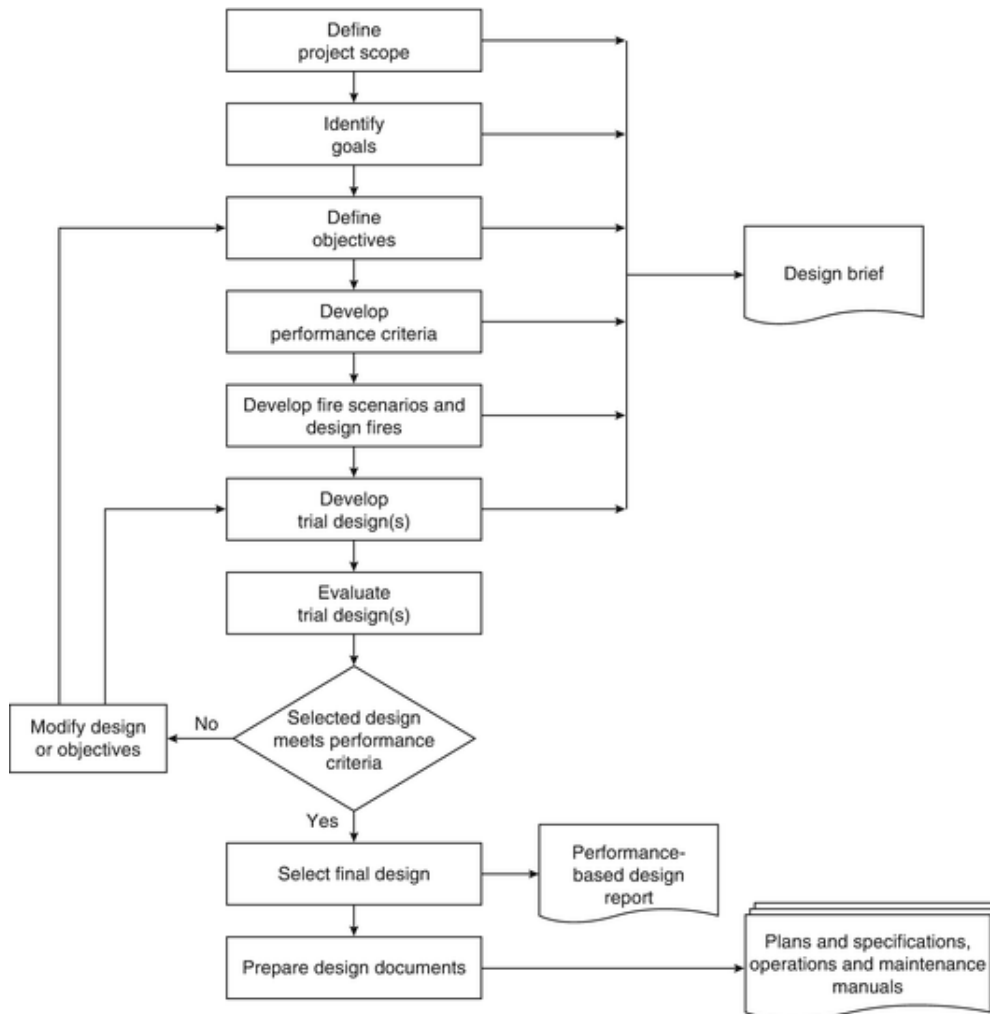 Define
project scope
Identify
goals
Define
objectives
Design brief
Develop
performance criteria
Develop fire scenarios and
design fires
Develop
trial design(s)
Evaluate
trial design(s)
Modify design
or objectives
No
Selected design
meets performance
criteria
Yes
Select final design
Performance-
based design
report
Prepare design documents
Plans and specifications,
operations and maintenance
manuals